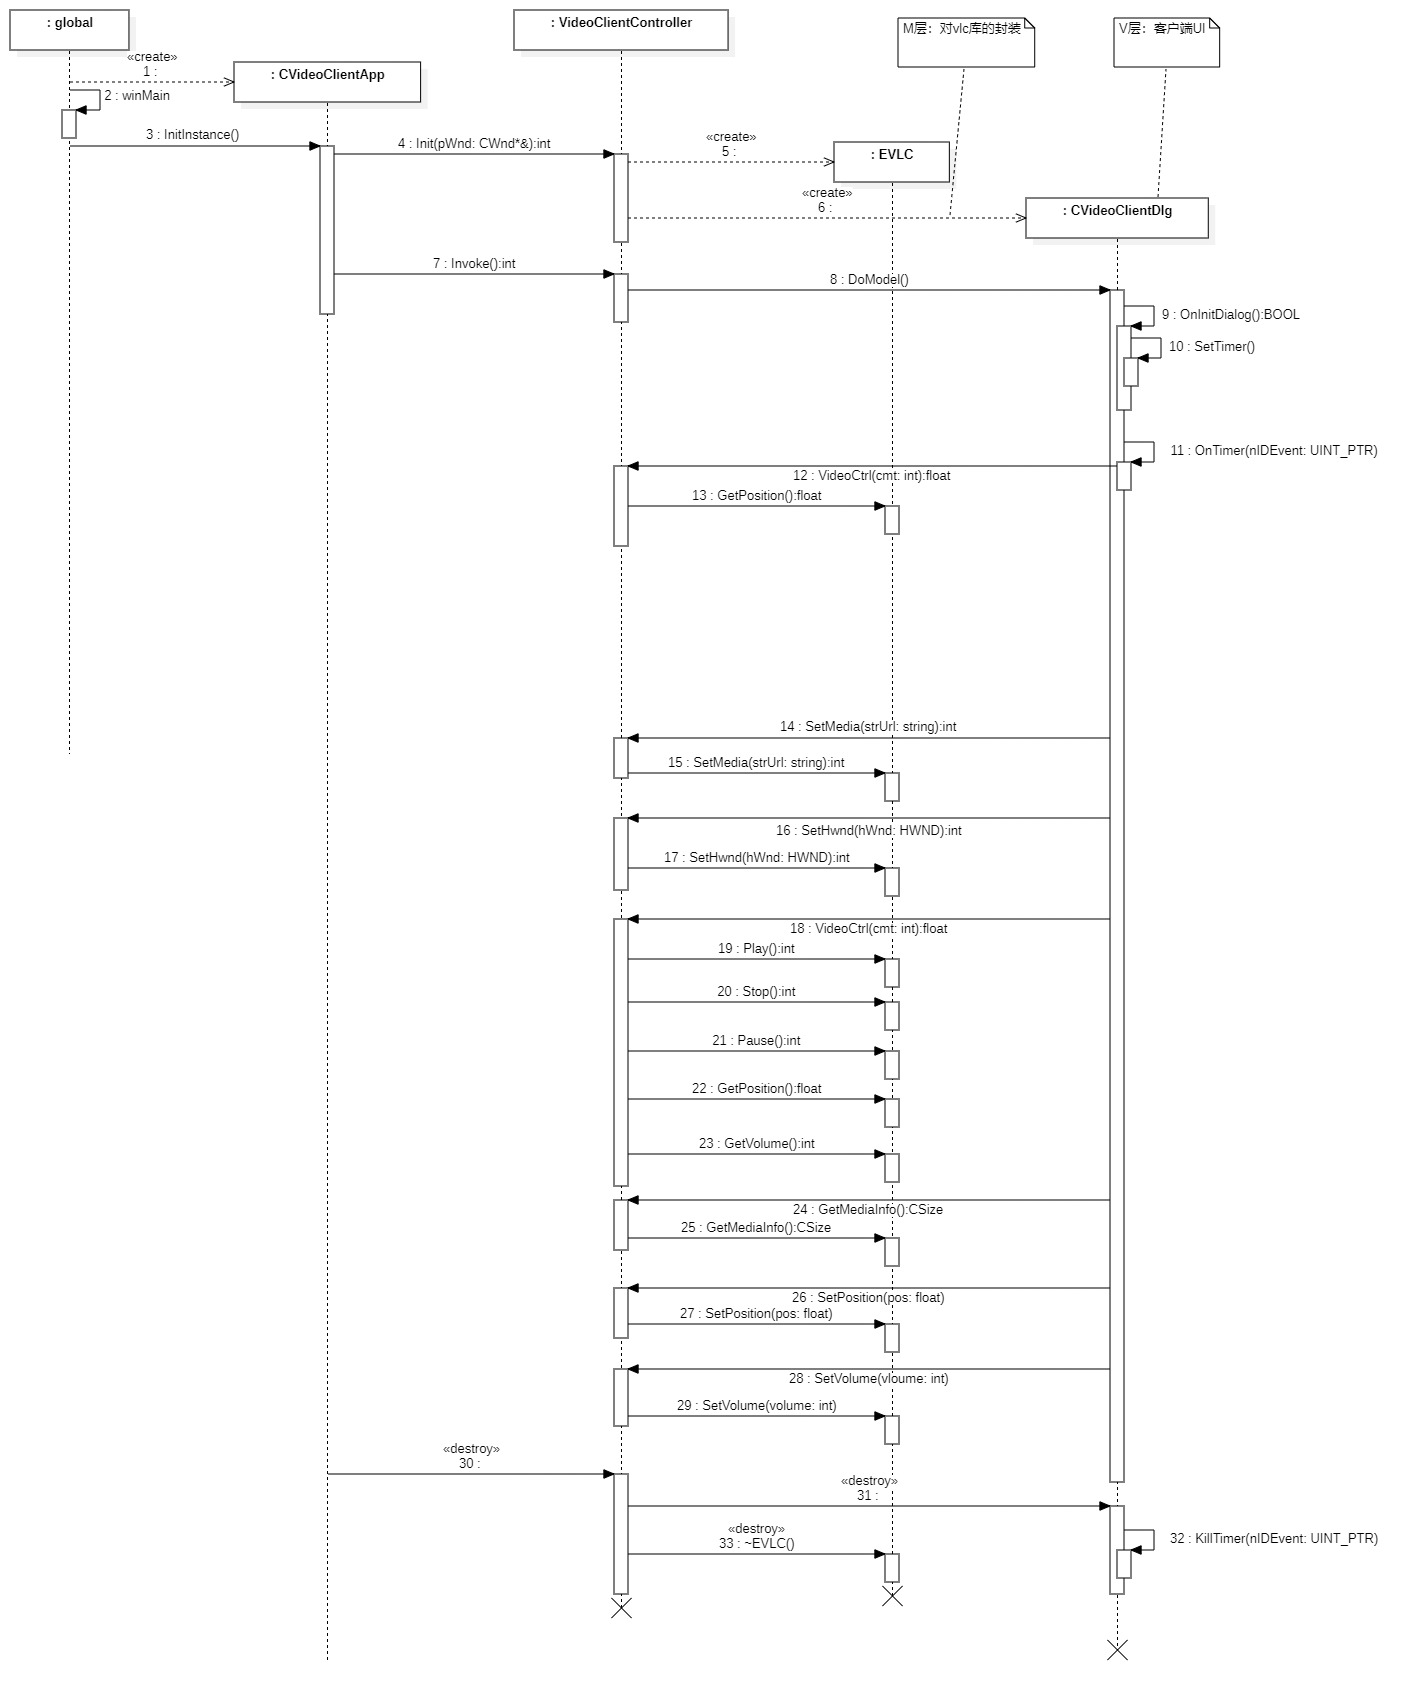 : global
: VideoClientController
M层：对vlc库的封装
V层：客户端UI
«create»
1 :
: CVideoClientApp
2 : winMain
3 : InitInstance()
4 : Init(pWnd: CWnd*&):int
«create»
5 :
: EVLC
«create»
6 :
: CVideoClientDlg
7 : Invoke():int
8 : DoModel()
9 : OnInitDialog():BOOL
10 : SetTimer()
11 : OnTimer(nIDEvent: UINT_PTR)
12 : VideoCtrl(cmt: int):float
13 : GetPosition():float
14 : SetMedia(strUrl: string):int
15 : SetMedia(strUrl: string):int
16 : SetHwnd(hWnd: HWND):int
17 : SetHwnd(hWnd: HWND):int
18 : VideoCtrl(cmt: int):float
19 : Play():int
20 : Stop():int
21 : Pause():int
22 : GetPosition():float
23 : GetVolume():int
24 : GetMediaInfo():CSize
25 : GetMediaInfo():CSize
26 : SetPosition(pos: float)
27 : SetPosition(pos: float)
28 : SetVolume(vloume: int)
29 : SetVolume(volume: int)
«destroy»
30 :
«destroy»
31 :
«destroy»
33 : ~EVLC()
32 : KillTimer(nIDEvent: UINT_PTR)